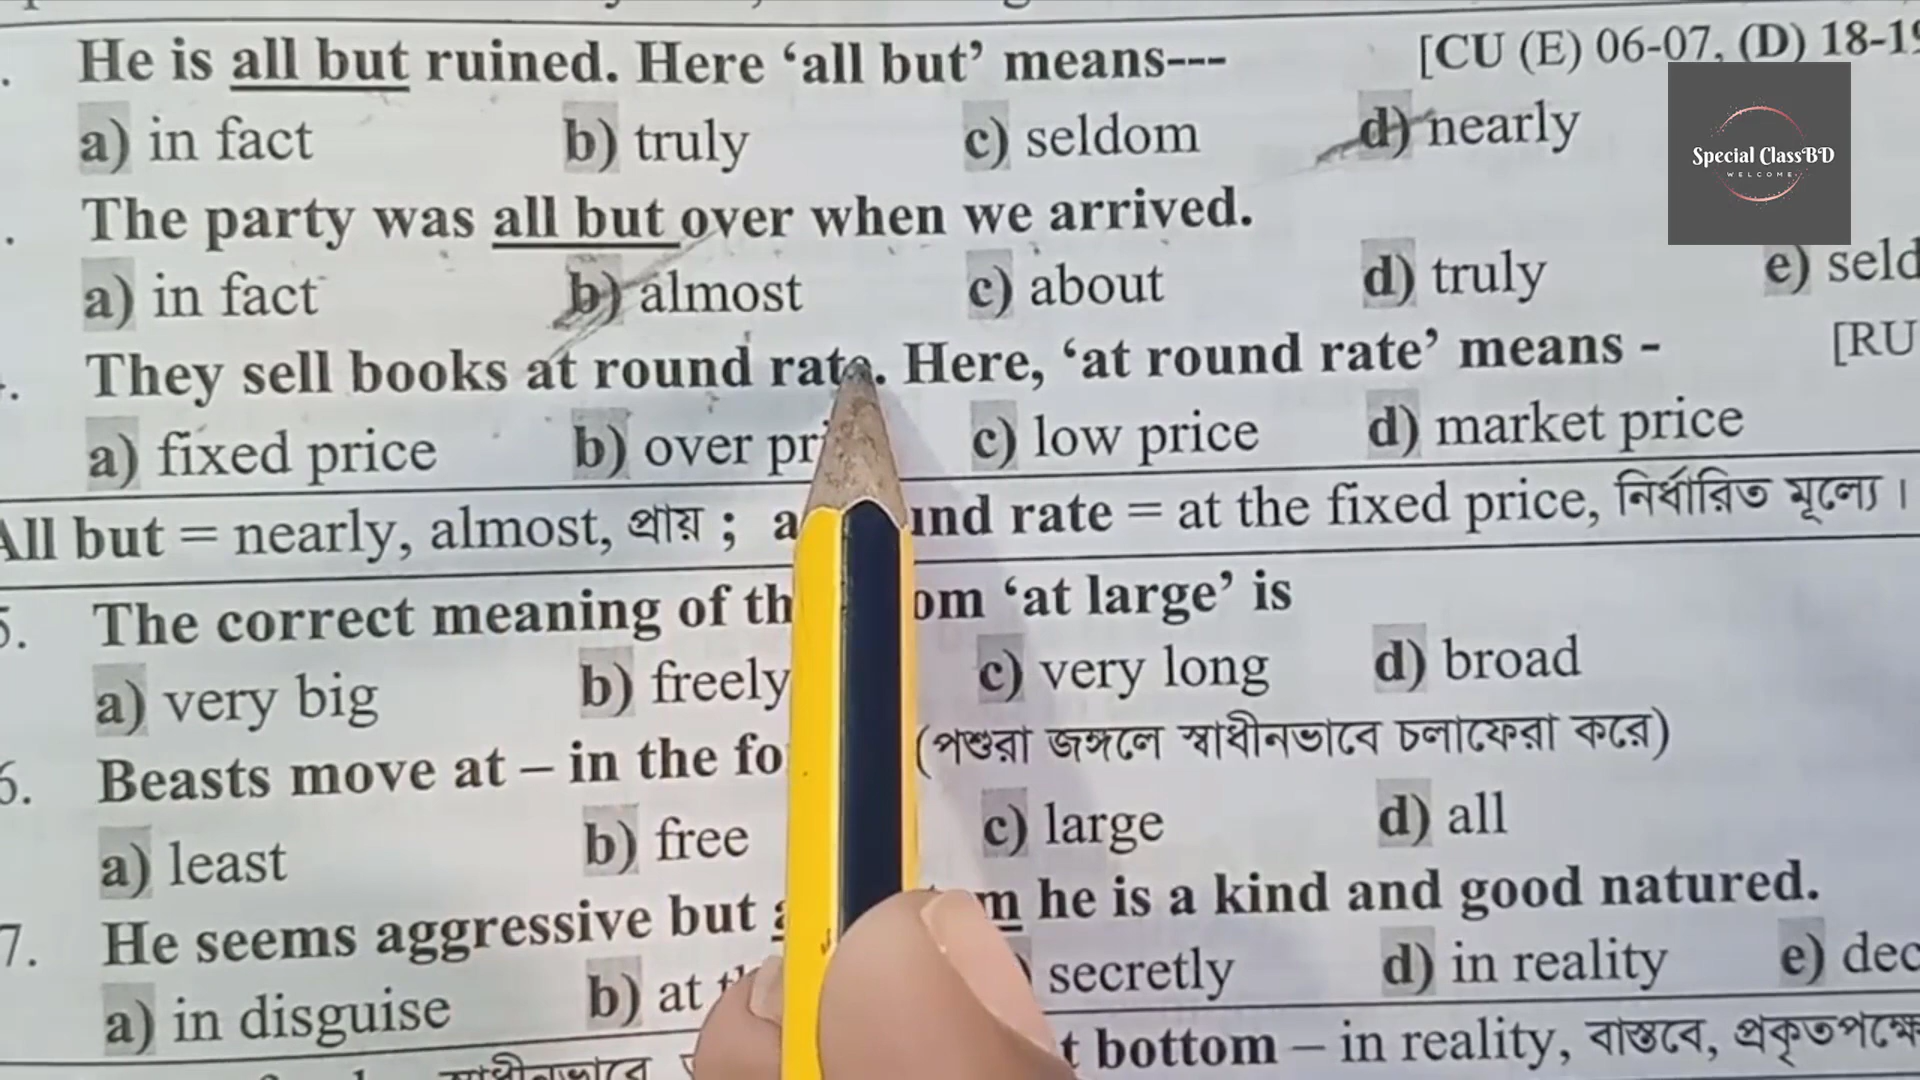 . He is all but ruined. Here ‘all but’ means--- [CU (E) 06-07, (D) 18-19
a) in fact b) truly c) seldom d) nearly
Special ClassBD
WELCOME
. The party was all but over when we arrived.
a) in fact b) almost c) about d) truly e) seld
. They sell books at round rate. Here, ‘at round rate’ means - [RU
a) fixed price b) over pri c) low price d) market price
All but = nearly, almost, প্রায় ; a und rate = at the fixed price, নির্ধারিত মূল্যে।
5. The correct meaning of th om ‘at large’ is
a) very big b) freely c) very long d) broad
6. Beasts move at – in the fo (পশুরা জঙ্গলে স্বাধীনভাবে চলাফেরা করে)
a) least b) free c) large d) all
7. He seems aggressive but a m he is a kind and good natured.
a) in disguise b) at th ) secretly d) in reality e) dec
t bottom – in reality, বাস্তবে, প্রকৃতপক্ষে